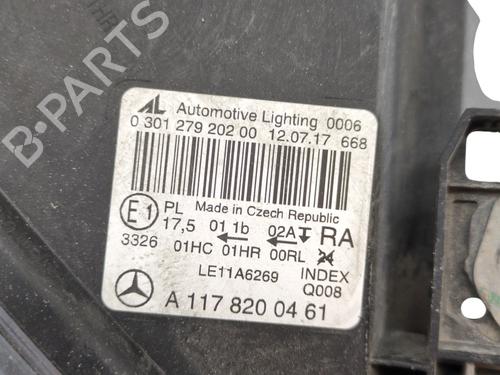 B-PARTS
AL Automotive Lighting 0006
0 301 279 202 00 12.07.17 668
E1 PL Made in Czech Republic
17,5 01 1b 02A RA
3326 01HC 01HR 00RL
LE11A6269 INDEX
Q008
A 117 820 04 61